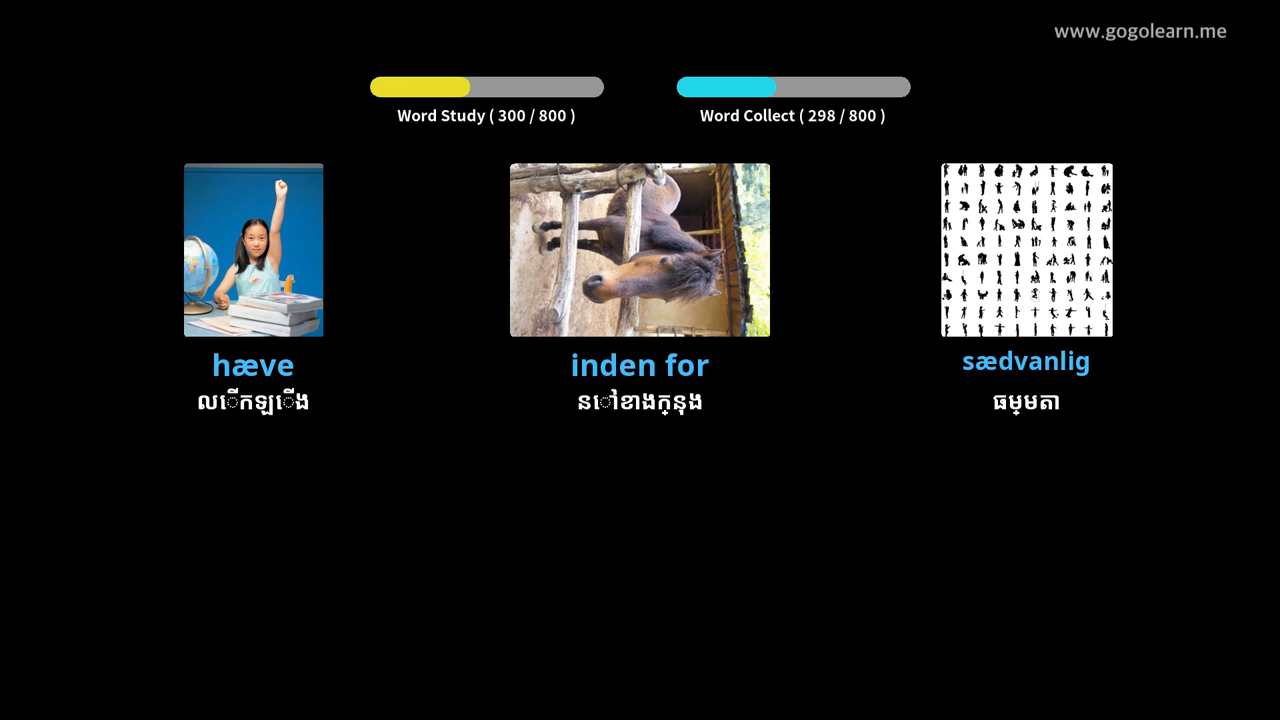 www.gogolearn.me
Word Study ( 300 / 800 )
Word Collect ( 298 / 800 )
hæve
លើកឡើង
inden for
នៅខាងក្នុង
sædvanlig
ធម្មតា